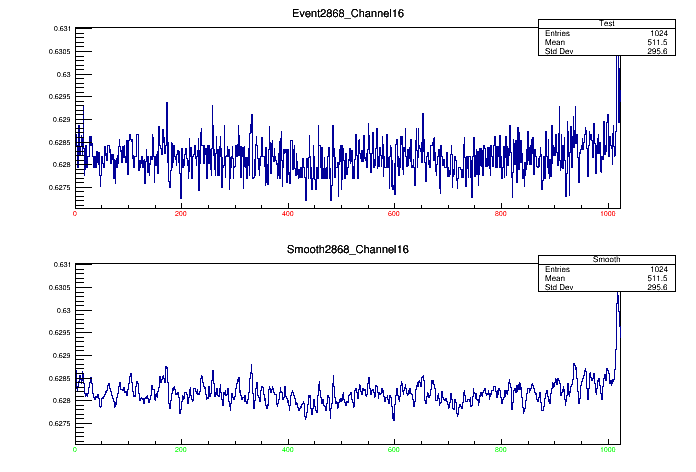 Event2868_Channel16
Test
Entries 1024
Mean 511.5
Std Dev 295.6
0.631
0.6305
0.63
0.6295
0.629
0.6285
0.628
0.6275
0 200 400 600 800 1000
Smooth2868_Channel16
Smooth
Entries 1024
Mean 511.5
Std Dev 295.6
0.631
0.6305
0.63
0.6295
0.629
0.6285
0.628
0.6275
0 200 400 600 800 1000